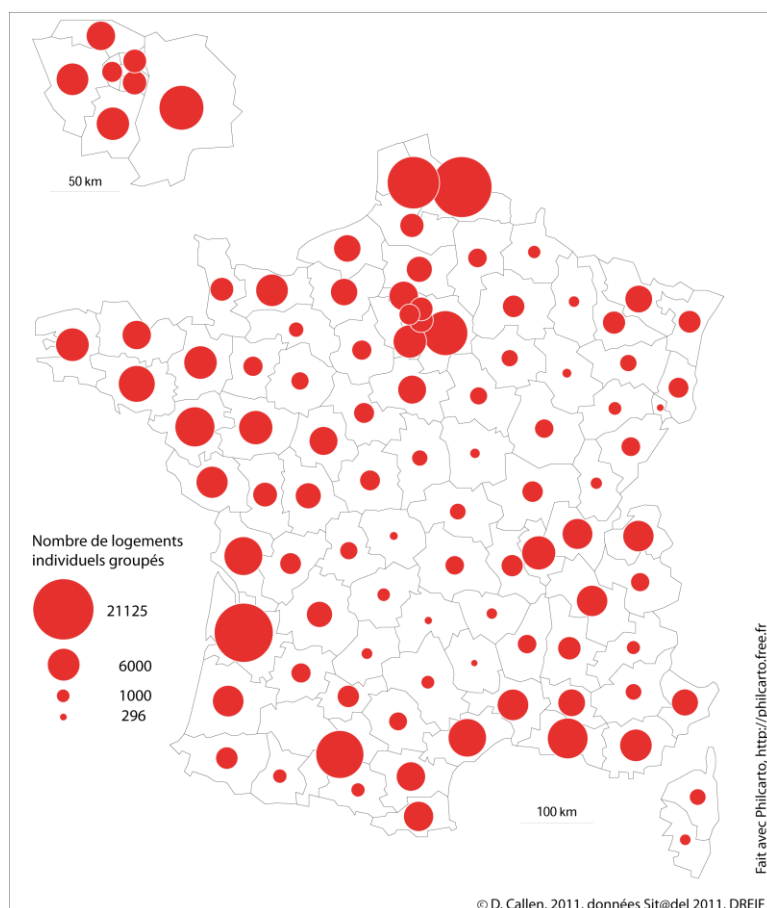 50 km
Nombre de logements
individuels groupés
21125
6000
1000
296
100 km
Fait avec Philcarto, http://philcarto.free.fr
© D. Callen, 2011, données Sit@del 2011, DREIF